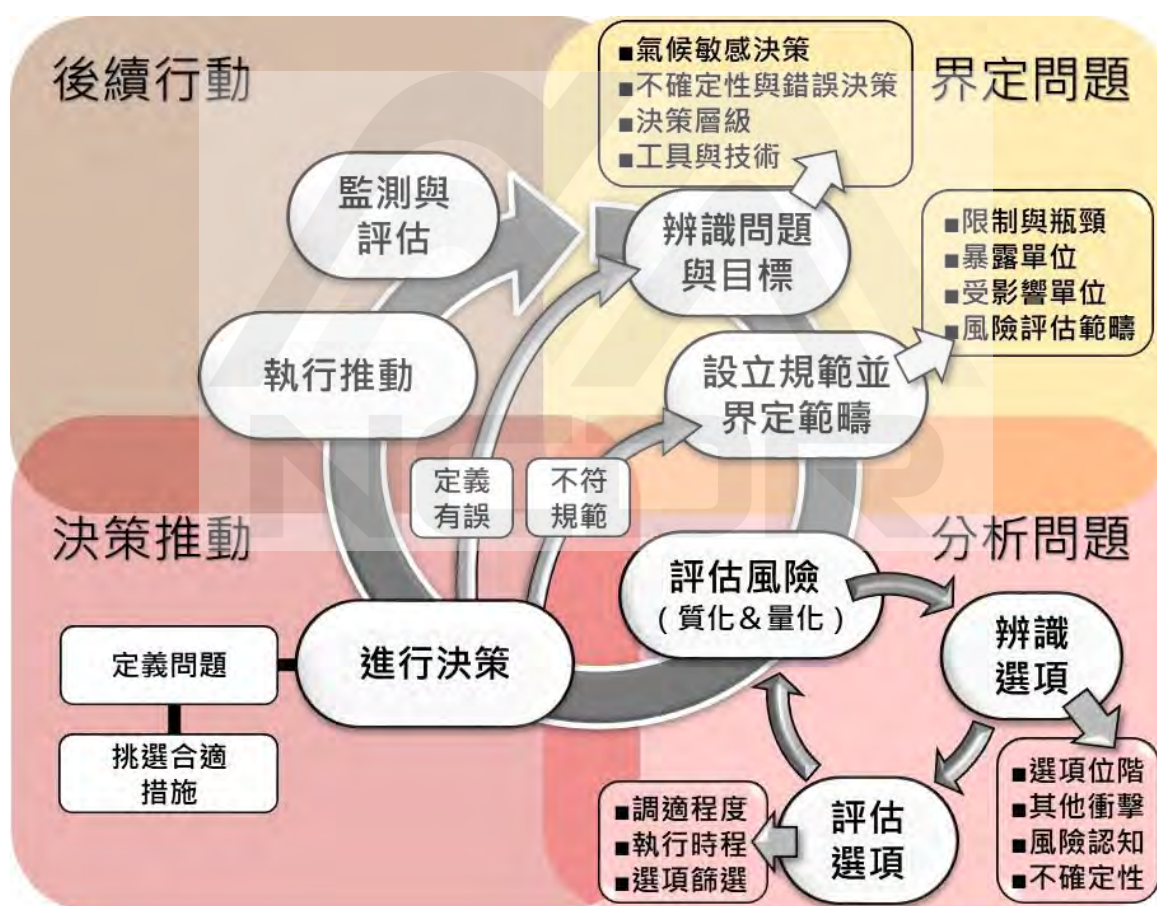 後續行動
界定問題
■氣候敏感決策
■不確定性與錯誤決策
■決策層級
■工具與技術
監測與
評估
辨識問題
與目標
■限制與瓶頸
■暴露單位
■受影響單位
■風險評估範疇
執行推動
設立規範並
界定範疇
定義
有誤
不符
規範
NCDR
決策推動
分析問題
評估風險
(質化&量化)
辨識
選項
定義問題
進行決策
挑選合適
措施
■選項位階
■其他衝擊
■風險認知
■不確定性
■調適程度
■執行時程
■選項篩選
評估
選項